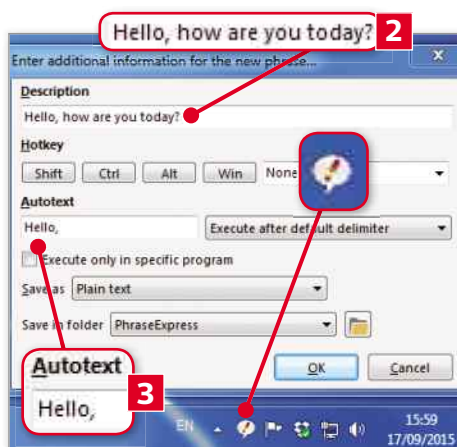 Hello, how are you today? 2
Enter additional information for the new phrase...
Description
Hello, how are you today?
Hotkey
Shift Ctrl Alt Win None
Autotext
Hello, Execute after default delimiter
Execute only in specific program
Save as Plain text
Save in folder PhraseExpress
Autotext
OK Cancel
Hello, 3
EN 15:59
17/09/2015